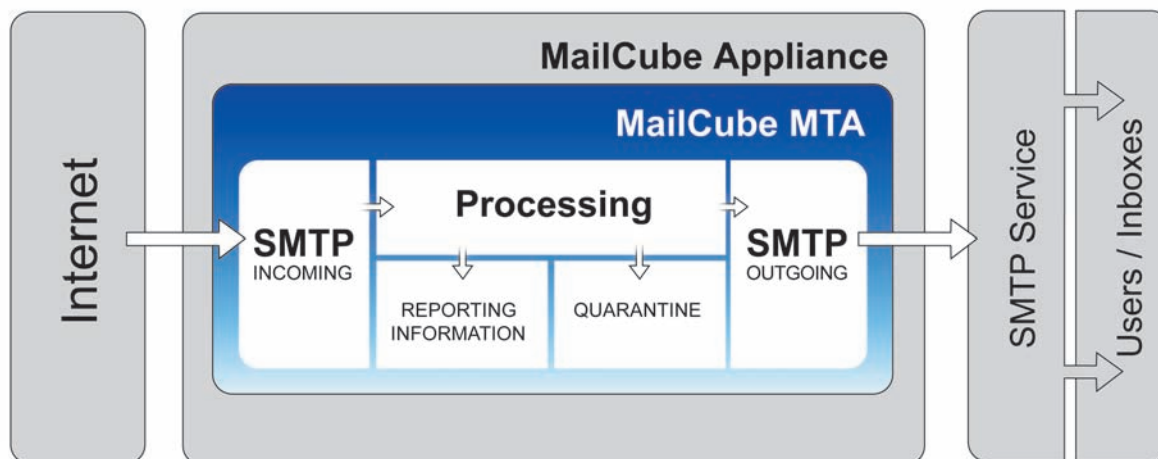 Internet
MailCube Appliance
MailCube MTA
SMTP
INCOMING
Processing
REPORTING
INFORMATION
QUARANTINE
SMTP
OUTGOING
SMTP Service
Users / Inboxes